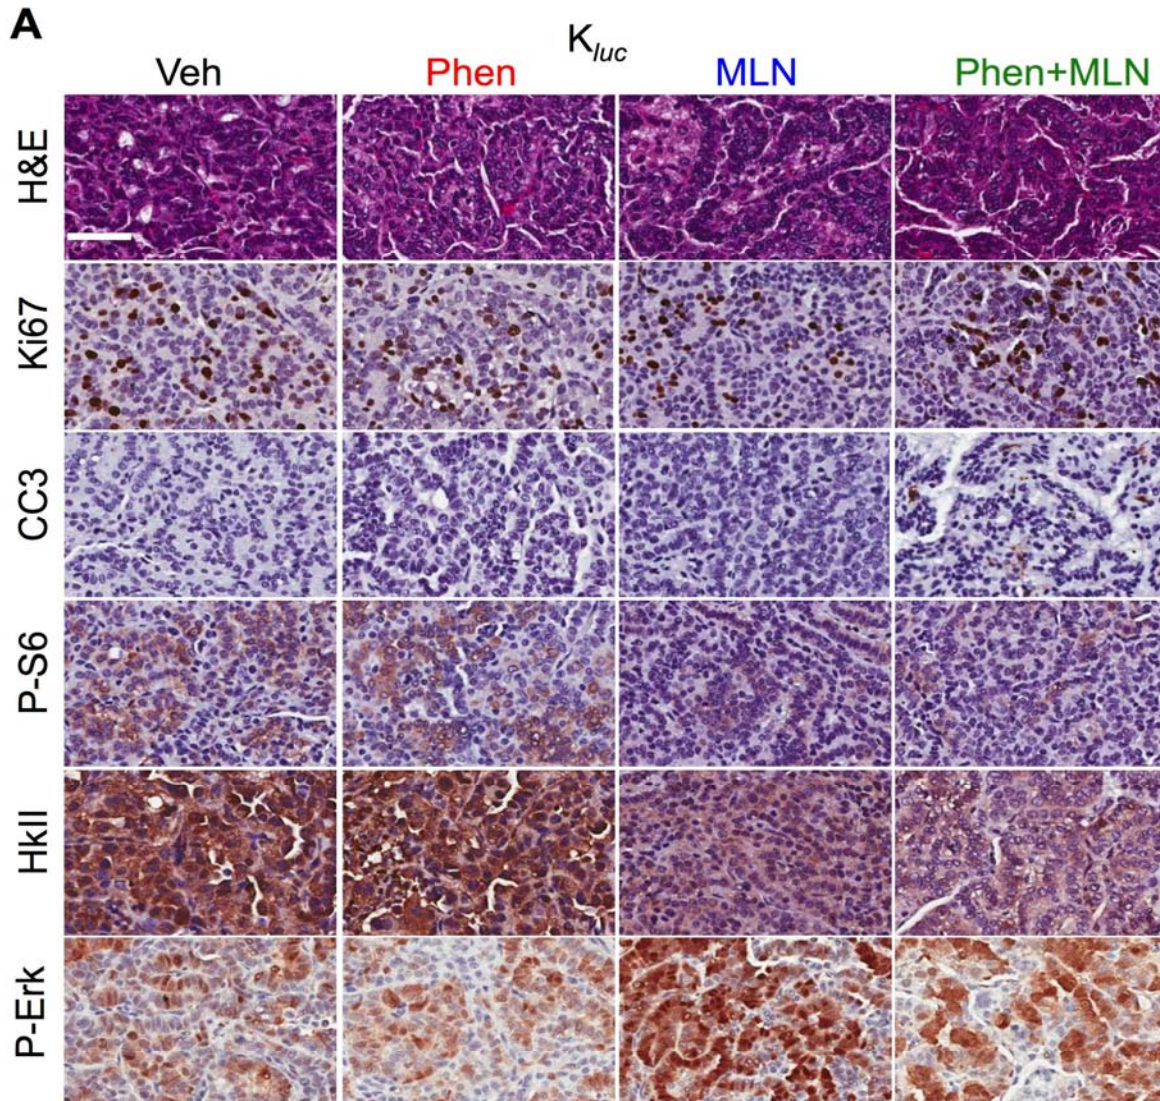 A
K luc
Veh Phen MLN Phen+MLN
H&E
Ki67
CC3
P-S6
HkII
P-Erk